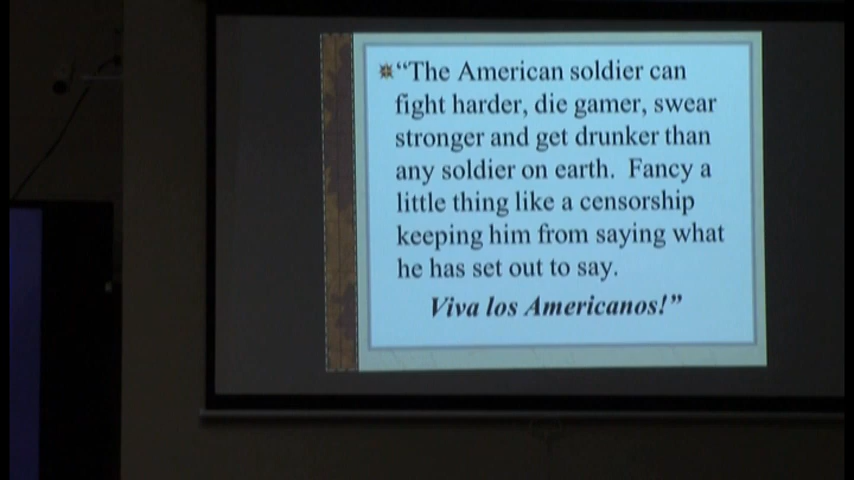 “The American soldier can
fight harder, die gamer, swear
stronger and get drunker than
any soldier on earth. Fancy a
little thing like a censorship
keeping him from saying what
he has set out to say.
Viva los Americanos!”